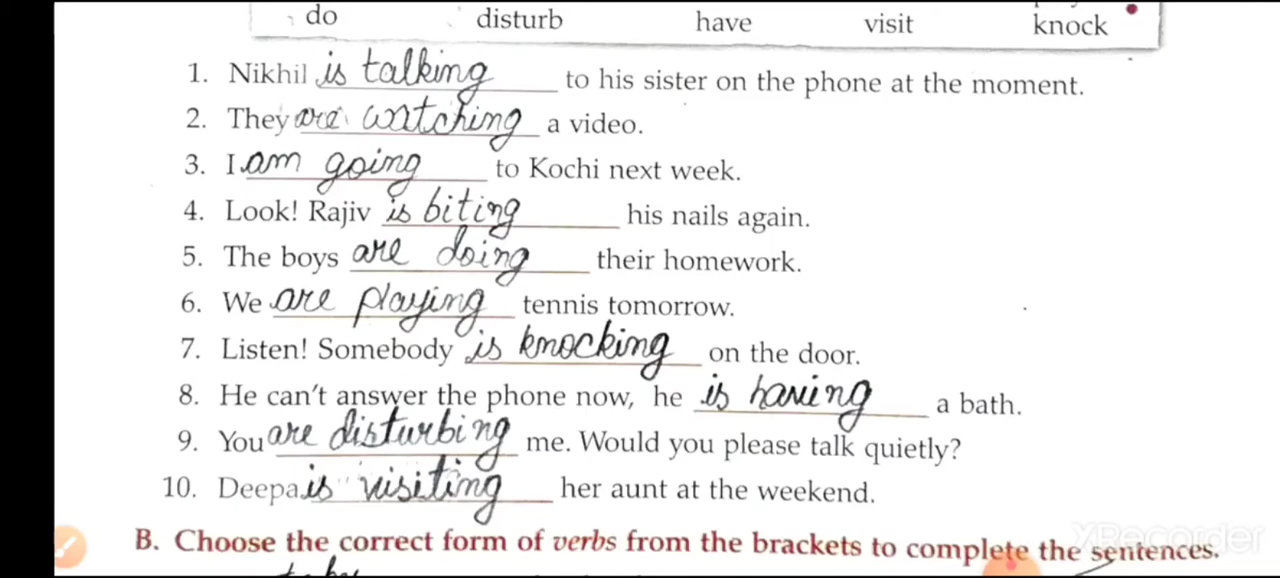 do disturb have visit knock
1. Nikhil is talking to his sister on the phone at the moment.
2. They are watching a video.
3. I am going to Kochi next week.
4. Look! Rajiv is biting his nails again.
5. The boys are doing their homework.
6. We are playing tennis tomorrow.
7. Listen! Somebody is knocking on the door.
8. He can't answer the phone now, he is having a bath.
9. You are disturbing me. Would you please talk quietly?
10. Deepa is visiting her aunt at the weekend.
B. Choose the correct form of verbs from the brackets to complete the sentences.
XRecorder